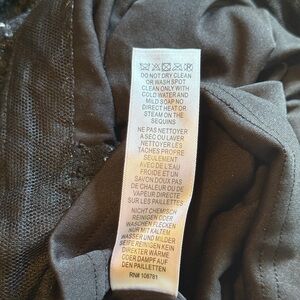 DO NOT DRY CLEAN
OR WASH SPOT
CLEAN ONLY WITH
COLD WATER AND
MILD SOAP NO
DIRECT HEAT OR
STEAM ON THE
SEQUINS
NE PAS NETTOYER
A SEC OU LAVER
NETTOYER LES
TACHES PROPRE
SEULEMENT
AVEC DE L'EAU
FROIDE ET UN
SAVON DOUX PAS
DE CHALEUR OU DE
VAPEUR DIRECTE
SUR LES PAILLETTES
NICHT CHEMISCH
REINIGEN ODER
WASCHEN FLECKEN
NUR MIT KALTEM
WASSER UND MILDER
SEIFE REINIGEN KEIN
DIREKTER WÄRME
ODER DAMPF AUF
DEN PAILLETTEN
RN# 106781